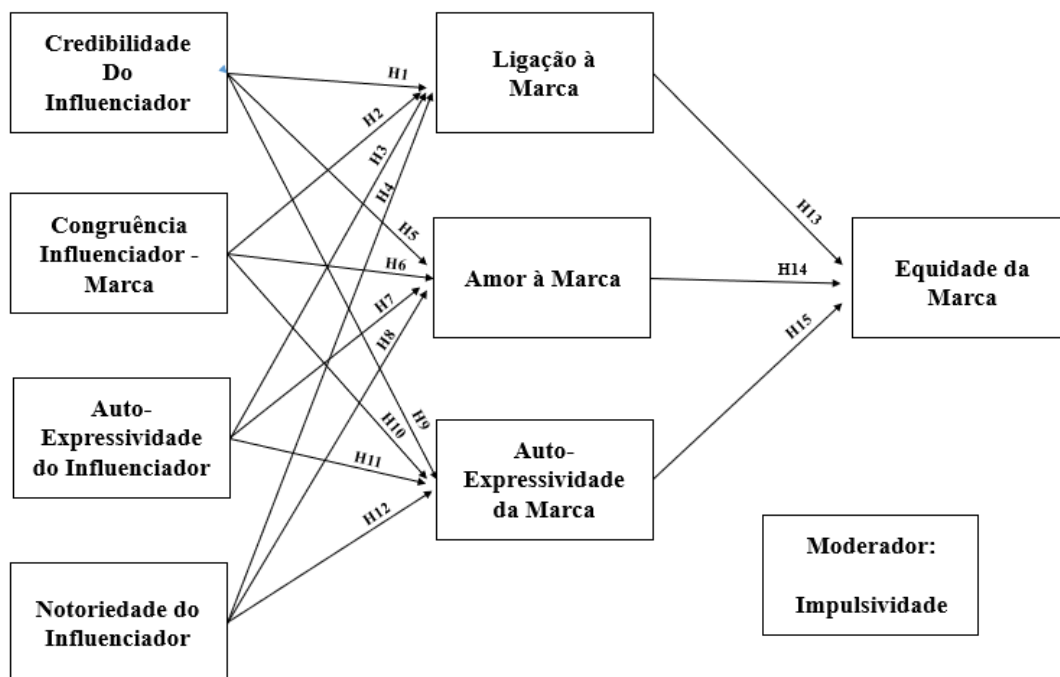 Credibilidade
Do
Influenciador
Congruência
Influenciador -
Marca
Auto-
Expressividade
do Influenciador
Notoriedade do
Influenciador
H1
H2
H3
H4
H5
H6
H7
H8
H9
H10
H11
H12
Ligação à
Marca
Amor à Marca
Auto-
Expressividade
da Marca
H13
H14
H15
Equidade da
Marca
Moderador:
Impulsividade